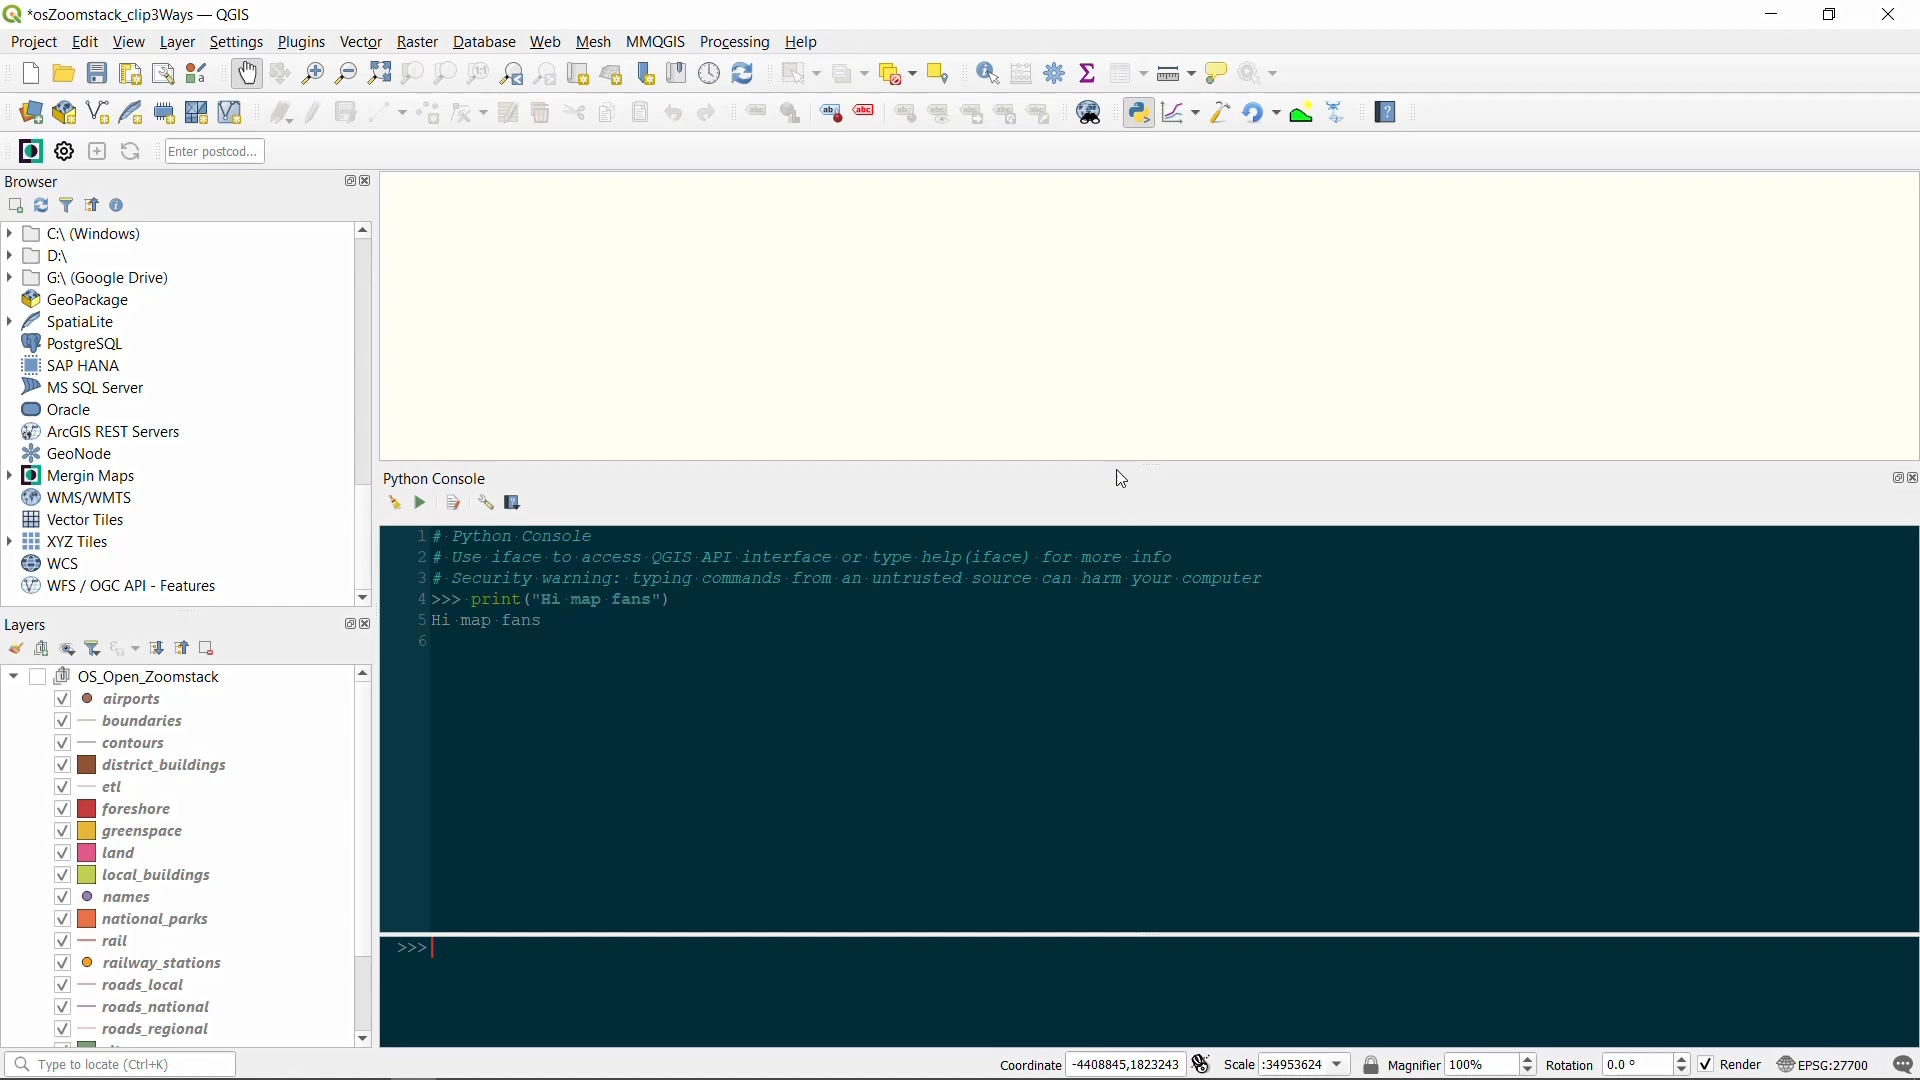 *osZoomstack_clip3Ways — QGIS
Project Edit View Layer Settings Plugins Vector Raster Database Web Mesh MMQGIS Processing Help
Enter postcod...
Browser
C:\ (Windows)
D:\
G:\ (Google Drive)
GeoPackage
SpatiaLite
PostgreSQL
SAP HANA
MS SQL Server
Oracle
ArcGIS REST Servers
GeoNode
Mergin Maps
WMS/WMTS
Vector Tiles
XYZ Tiles
WCS
WFS / OGC API - Features
Layers
OS_Open_Zoomstack
airports
boundaries
contours
district_buildings
etl
foreshore
greenspace
land
local_buildings
names
national_parks
rail
railway_stations
roads_local
roads_national
roads_regional
Python Console
1 # Python Console
2 # Use iface to access QGIS API interface or type help(iface) for more info
3 # Security warning: typing commands from an untrusted source can harm your computer
4 >>> print("Hi map fans")
5 Hi map fans
6
>>>
Type to locate (Ctrl+K)
Coordinate -4408845,1823243 Scale :34953624 Magnifier 100% Rotation 0.0 ° Render EPSG:27700